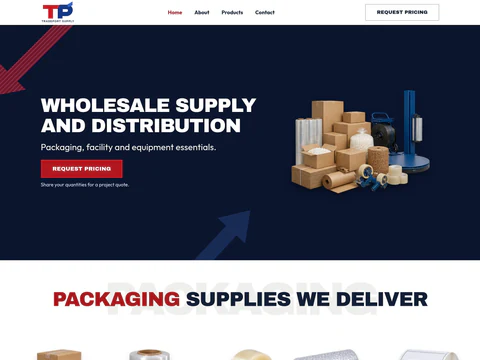 TP
TRANSPORT SUPPLY
Home About Products Contact
REQUEST PRICING
WHOLESALE SUPPLY
AND DISTRIBUTION
Packaging, facility and equipment essentials.
REQUEST PRICING
Share your quantities for a project quote.
PACKAGING
PACKAGING SUPPLIES WE DELIVER